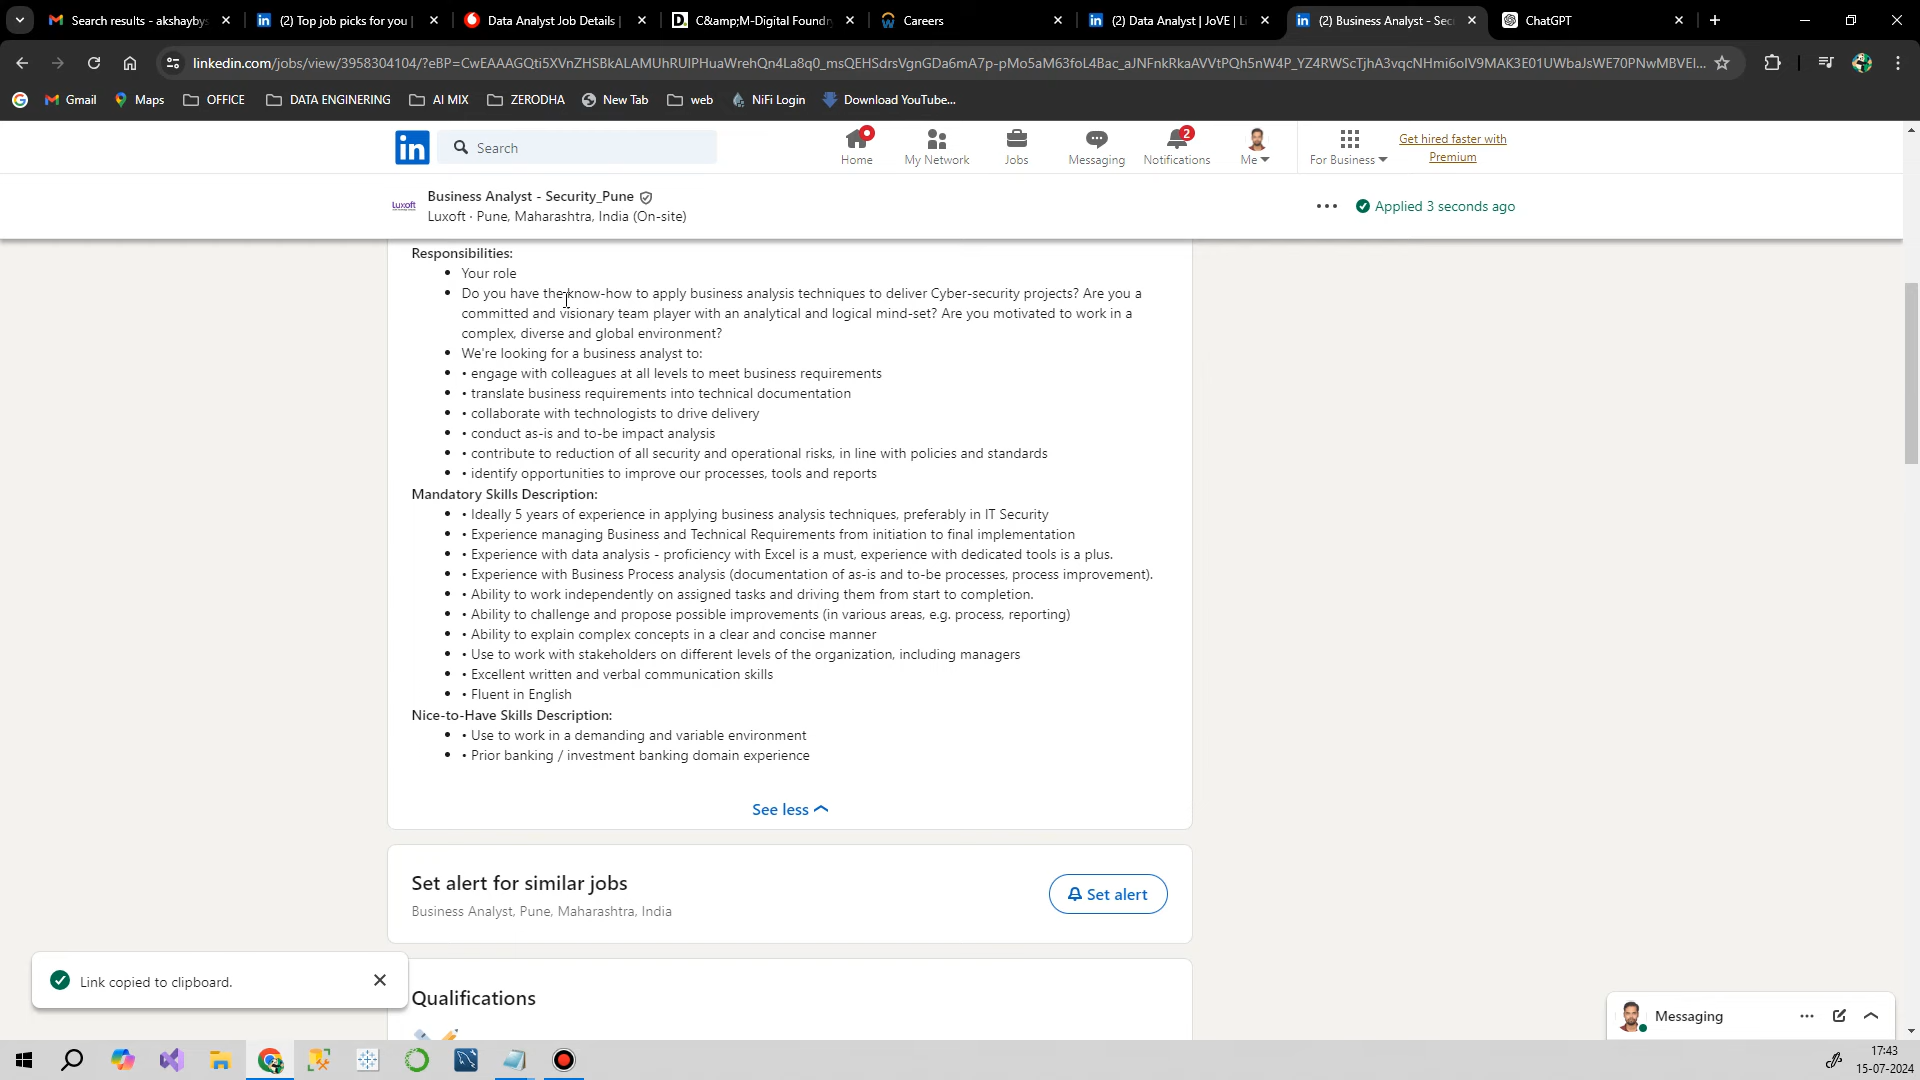 Search results - akshaybys
(2) Top job picks for you |
Data Analyst Job Details |
C&amp;M-Digital Foundr
Careers
(2) Data Analyst | JoVE | Li
(2) Business Analyst - Sec
ChatGPT
linkedin.com/jobs/view/3958304104/?eBP=CwEAAAGQti5XVnZHSBkALAMUhRUIPHuaWrehQn4La8q0_msQEHSdrsVgnGDa6mA7p-pMo5aM63foL4Bac_aJNFnkRkaAVVtPQh5nW4P_YZ4RWScTjhA3vqcNHmi6oIV9MAK3E01UWbaJsWE70PNwMBVEl...
Gmail
Maps
OFFICE
DATA ENGINERING
AI MIX
ZERODHA
New Tab
web
NiFi Login
Download YouTube...
in
Search
Home
My Network
Jobs
Messaging
2
Notifications
Me
For Business
Get hired faster with
Premium
Luxoft
Business Analyst - Security_Pune
Luxoft · Pune, Maharashtra, India (On-site)
Applied 3 seconds ago
Responsibilities:
• Your role
• Do you have the know-how to apply business analysis techniques to deliver Cyber-security projects? Are you a
committed and visionary team player with an analytical and logical mind-set? Are you motivated to work in a
complex, diverse and global environment?
• We're looking for a business analyst to:
• • engage with colleagues at all levels to meet business requirements
• • translate business requirements into technical documentation
• • collaborate with technologists to drive delivery
• • conduct as-is and to-be impact analysis
• • contribute to reduction of all security and operational risks, in line with policies and standards
• • identify opportunities to improve our processes, tools and reports
Mandatory Skills Description:
• • Ideally 5 years of experience in applying business analysis techniques, preferably in IT Security
• • Experience managing Business and Technical Requirements from initiation to final implementation
• • Experience with data analysis - proficiency with Excel is a must, experience with dedicated tools is a plus.
• • Experience with Business Process analysis (documentation of as-is and to-be processes, process improvement).
• • Ability to work independently on assigned tasks and driving them from start to completion.
• • Ability to challenge and propose possible improvements (in various areas, e.g. process, reporting)
• • Ability to explain complex concepts in a clear and concise manner
• • Use to work with stakeholders on different levels of the organization, including managers
• • Excellent written and verbal communication skills
• • Fluent in English
Nice-to-Have Skills Description:
• • Use to work in a demanding and variable environment
• • Prior banking / investment banking domain experience
See less
Set alert for similar jobs
Business Analyst, Pune, Maharashtra, India
Set alert
Link copied to clipboard.
Qualifications
Messaging
17:43
15-07-2024